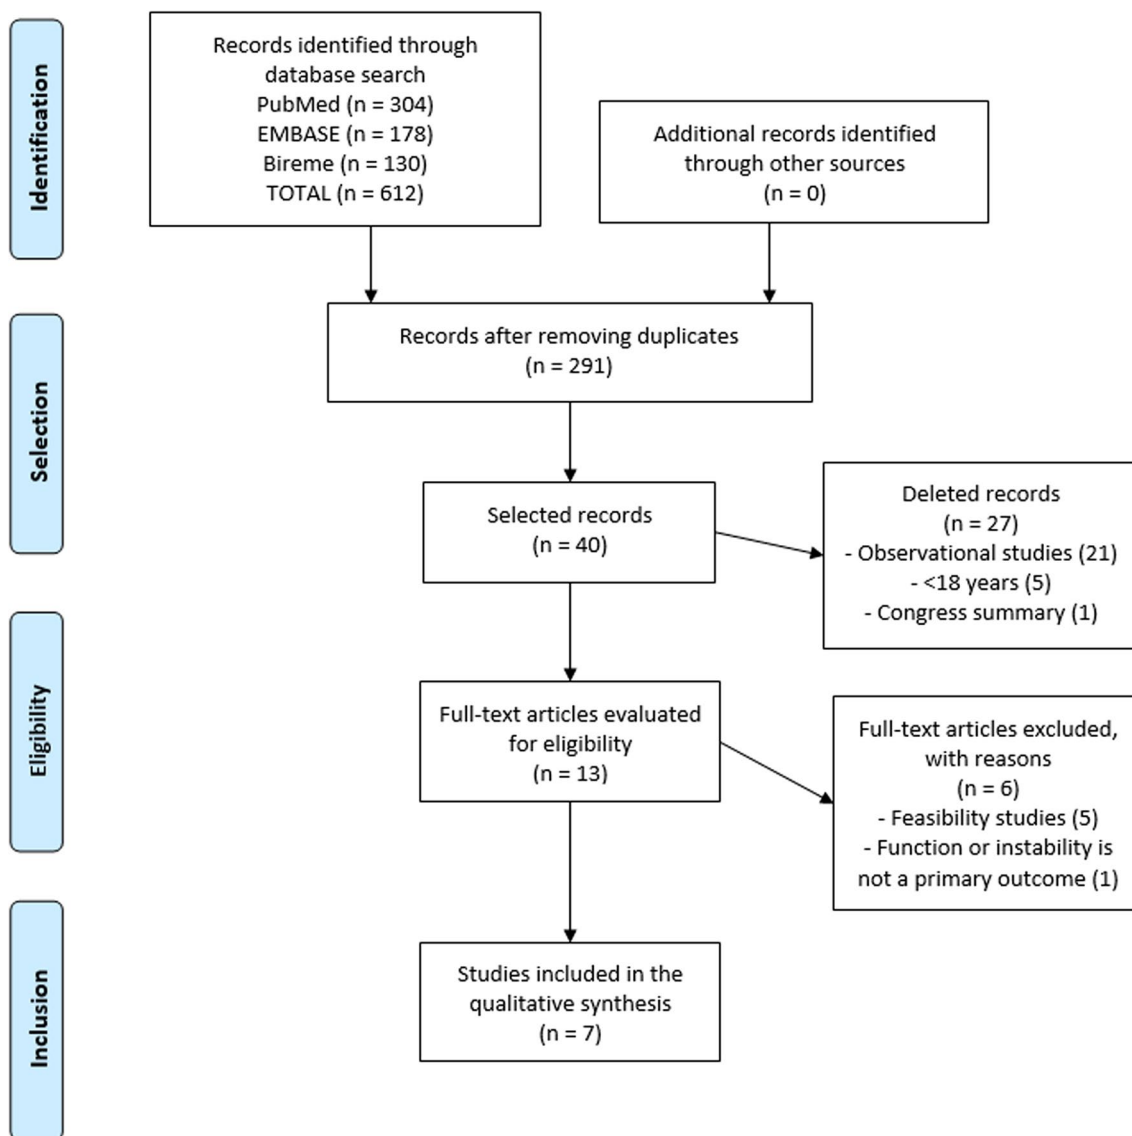 Identification
Records identified through
database search
PubMed (n = 304)
EMBASE (n = 178)
Bireme (n = 130)
TOTAL (n = 612)
Additional records identified
through other sources
(n = 0)
Selection
Records after removing duplicates
(n = 291)
Selected records
(n = 40)
Deleted records
(n = 27)
- Observational studies (21)
- <18 years (5)
- Congress summary (1)
Eligibility
Full-text articles evaluated
for eligibility
(n = 13)
Full-text articles excluded,
with reasons
(n = 6)
- Feasibility studies (5)
- Function or instability is
not a primary outcome (1)
Inclusion
Studies included in the
qualitative synthesis
(n = 7)